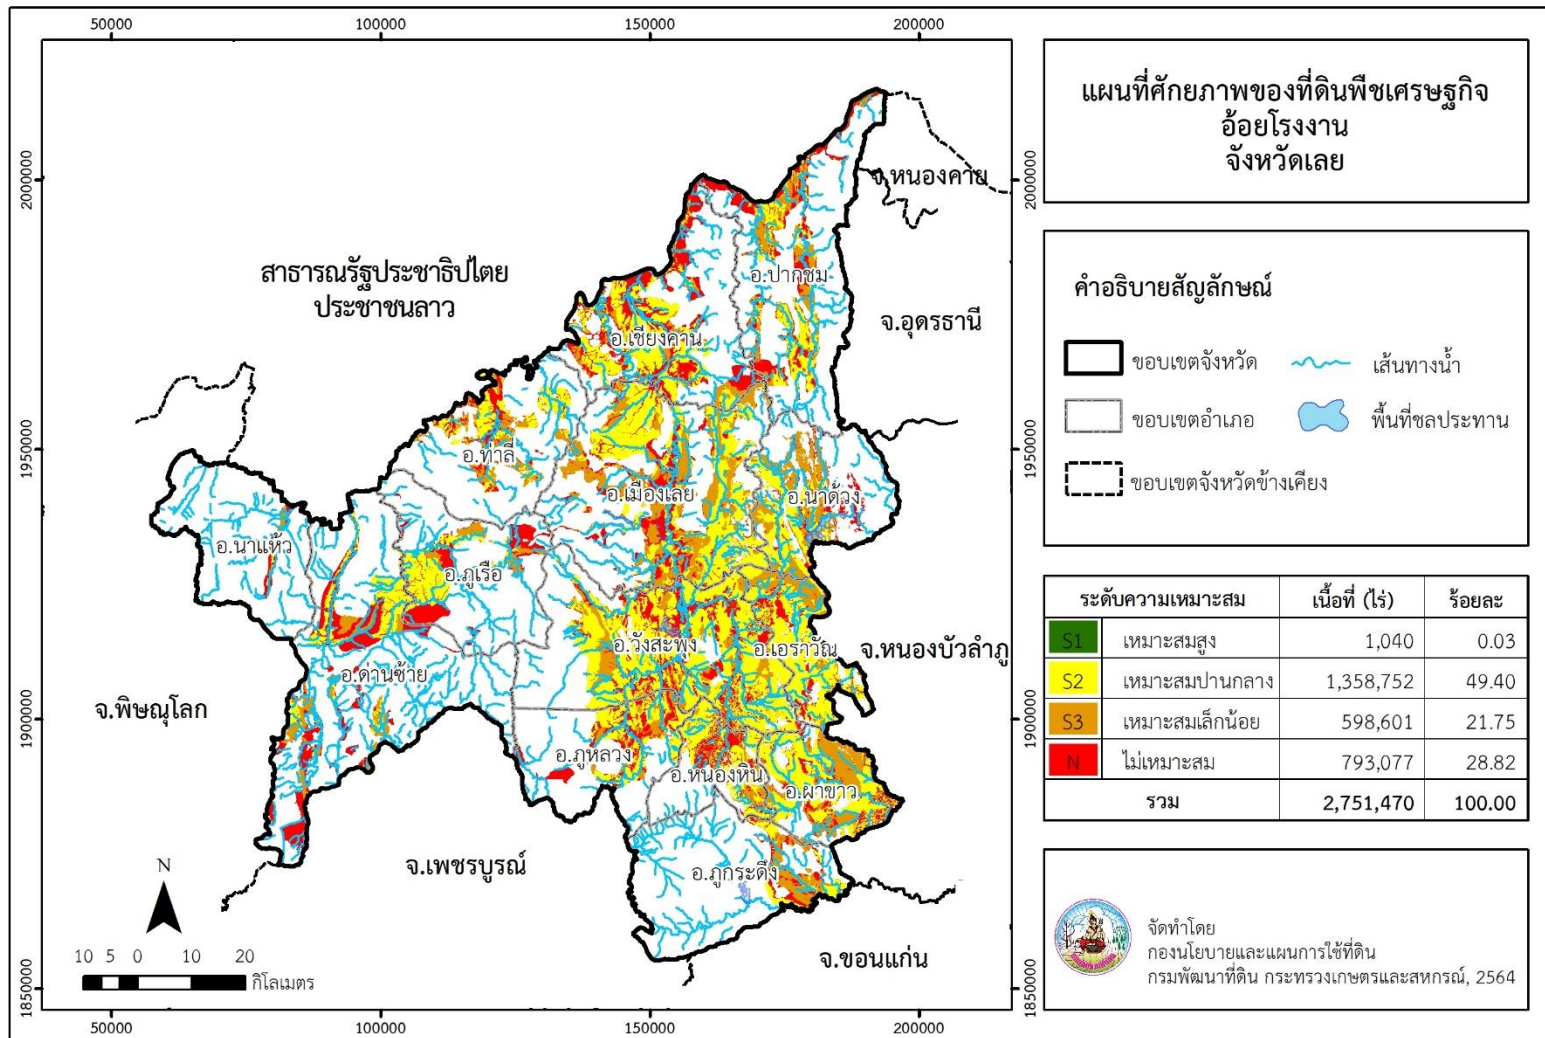 50000 100000 150000 200000
แผนที่ศักยภาพของที่ดินพืชเศรษฐกิจ
อ้อยโรงงาน
จังหวัดเลย
2000000 1950000 1900000 1850000
2000000 1950000 1900000 1850000
จ.หนองคาย
สาธารณรัฐประชาธิปไตย
ประชาชนลาว
อ.ปากชม
จ.อุดรธานี
อ.เชียงคาน
อ.ท่าลี่
อ.เมืองเลย
อ.นาด้วง
อ.นาแห้ว
อ.ภูเรือ
อ.วังสะพุง
อ.เอราวัณ
จ.หนองบัวลำภู
อ.ด่านซ้าย
จ.พิษณุโลก
อ.ภูหลวง
อ.หนองหิน
อ.ผาขาว
จ.เพชรบูรณ์
อ.ภูกระดึง
จ.ขอนแก่น
N
10 5 0 10 20
กิโลเมตร
50000 100000 150000 200000
คำอธิบายสัญลักษณ์
ขอบเขตจังหวัด เส้นทางน้ำ
ขอบเขตอำเภอ พื้นที่ชลประทาน
ขอบเขตจังหวัดข้างเคียง
ระดับความเหมาะสม เนื้อที่ (ไร่) ร้อยละ
S1 เหมาะสมสูง 1,040 0.03
S2 เหมาะสมปานกลาง 1,358,752 49.40
S3 เหมาะสมเล็กน้อย 598,601 21.75
N ไม่เหมาะสม 793,077 28.82
รวม 2,751,470 100.00
จัดทำโดย
กองนโยบายและแผนการใช้ที่ดิน
กรมพัฒนาที่ดิน กระทรวงเกษตรและสหกรณ์, 2564